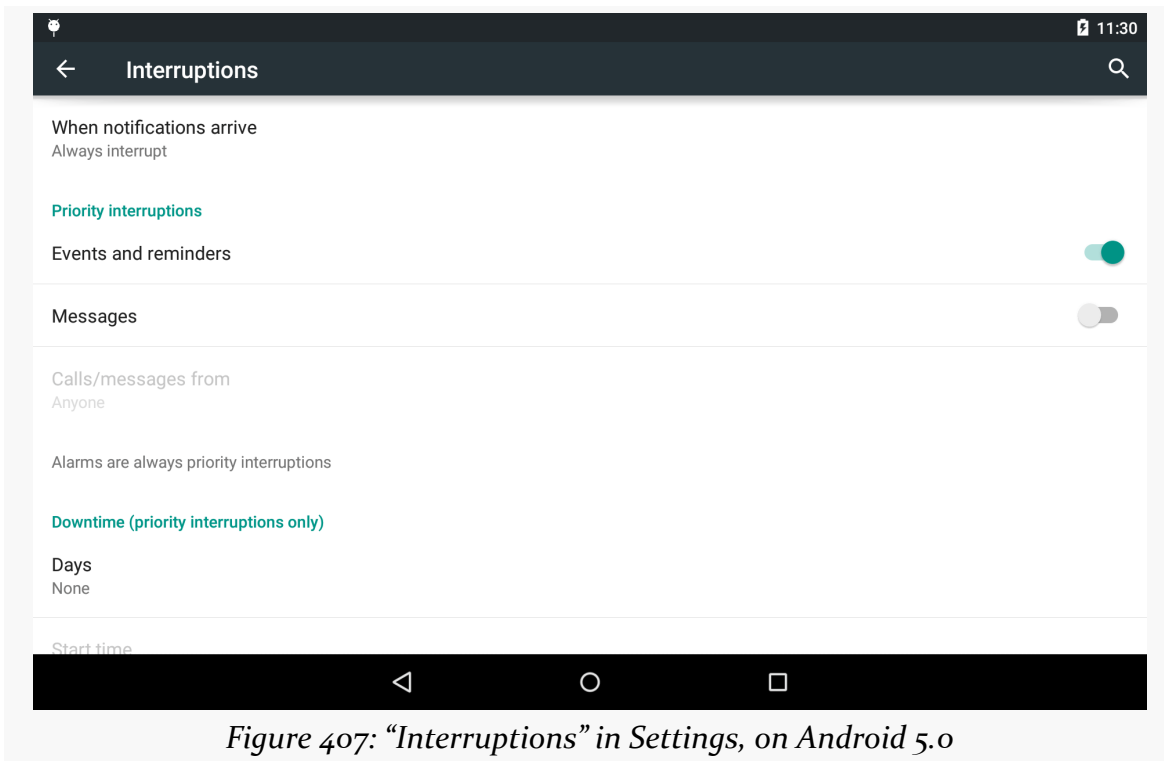 11:30
Interruptions
When notifications arrive
Always interrupt
Priority interruptions
Events and reminders
Messages
Calls/messages from
Anyone
Alarms are always priority interruptions
Downtime (priority interruptions only)
Days
None
Start time
Figure 407: “Interruptions” in Settings, on Android 5.0